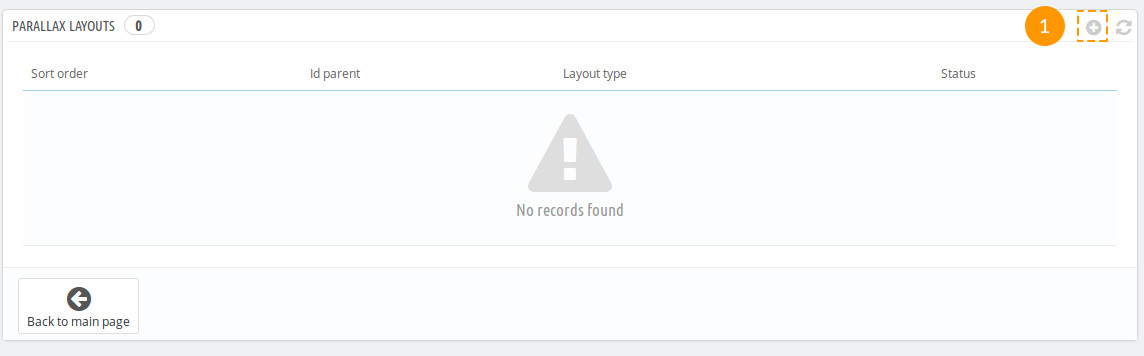 PARALLAX LAYOUTS 0 1
Sort order Id parent Layout type Status
No records found
Back to main page